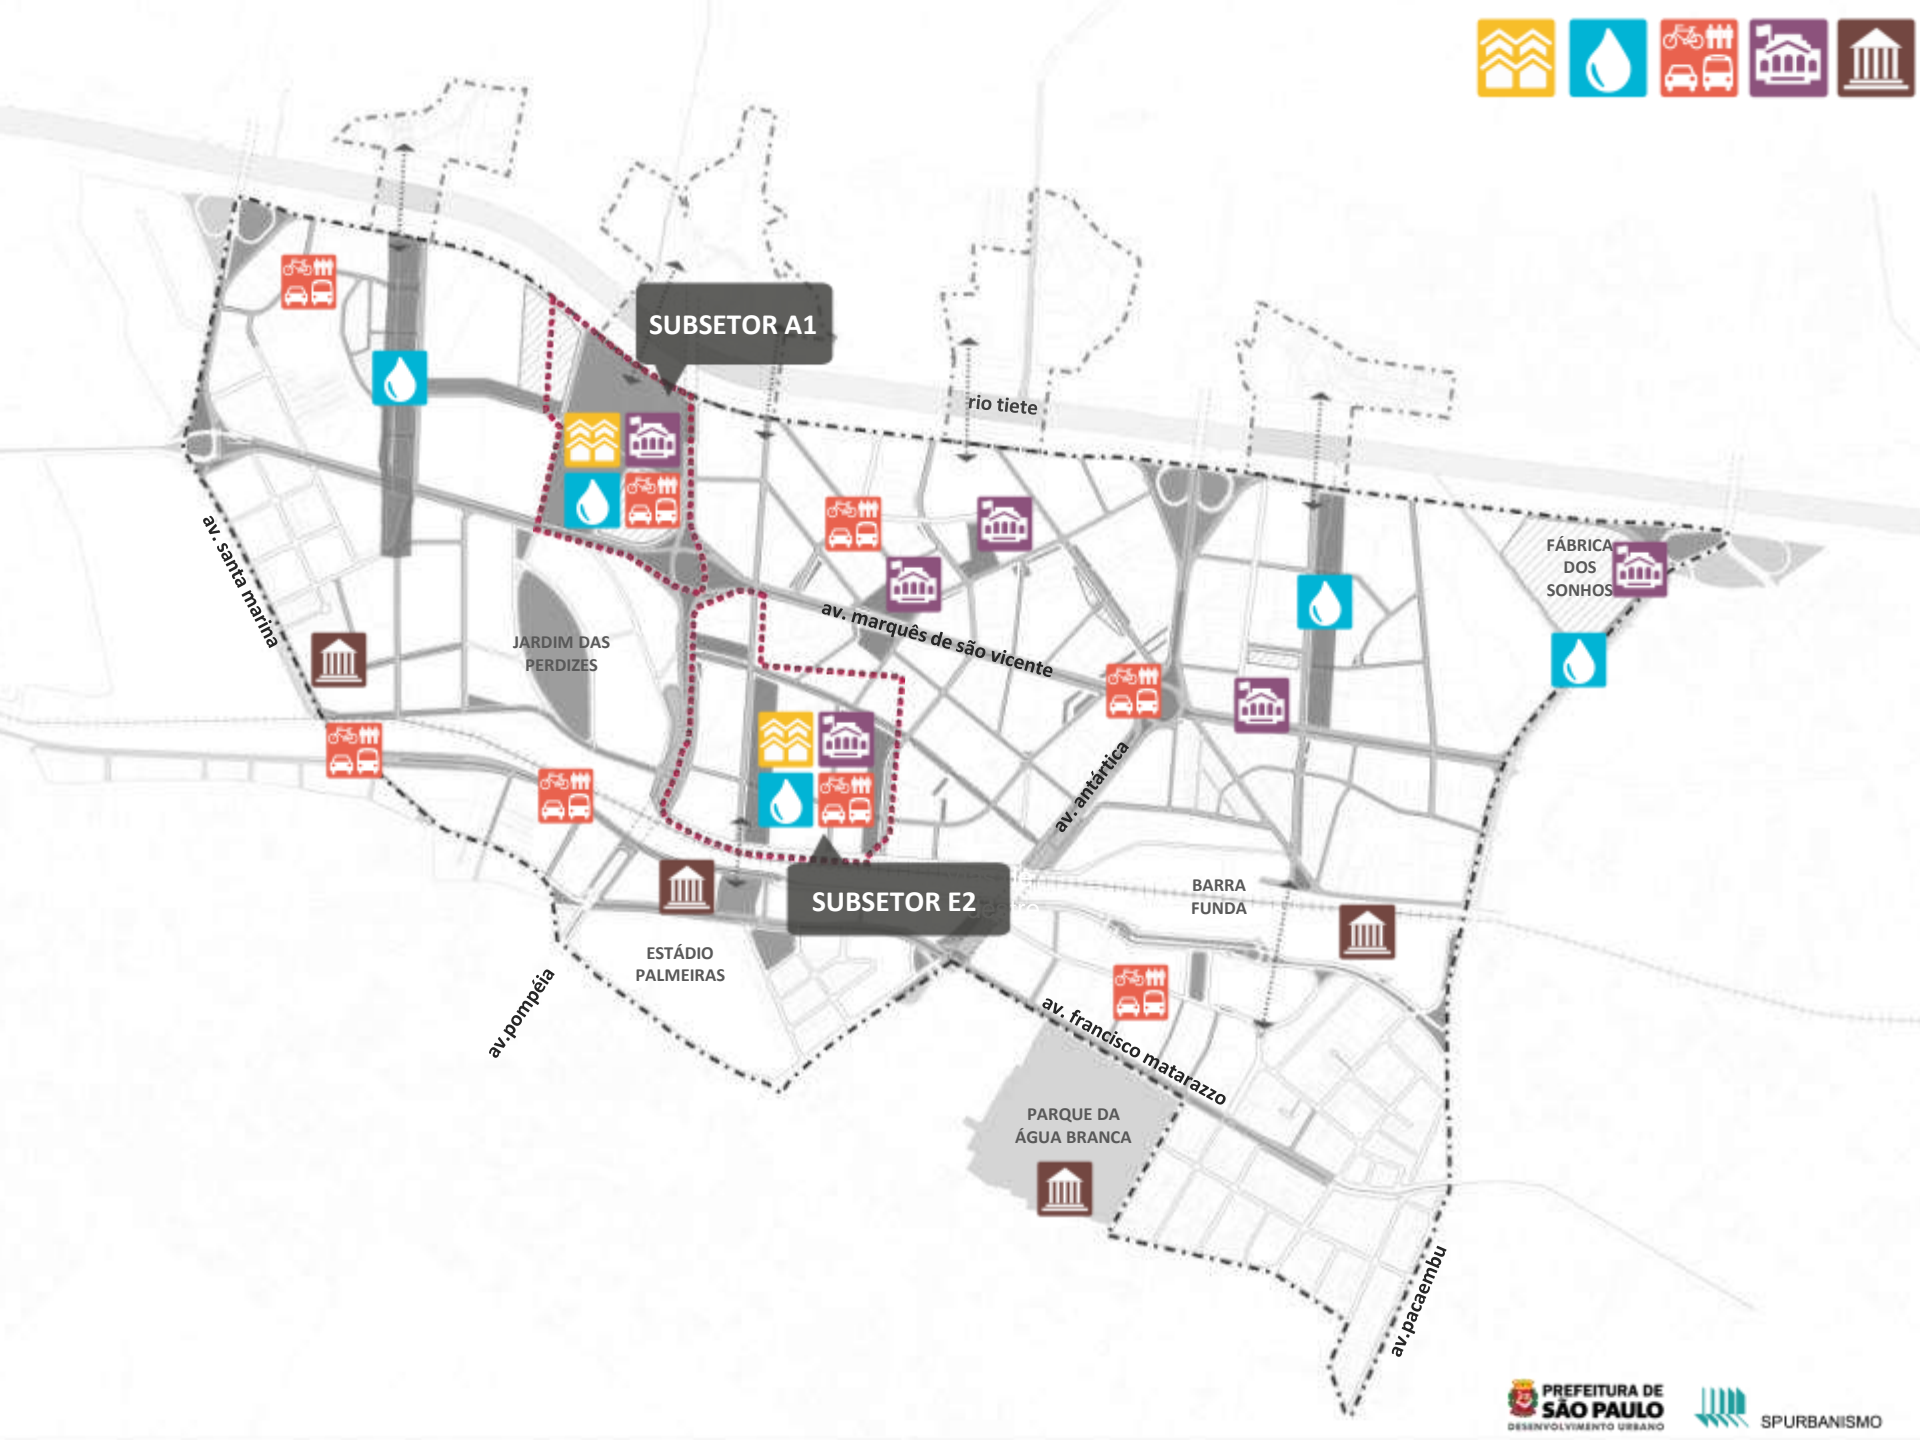 SUBSETOR A1
rio tiete
av. santa marina
FÁBRICA
DOS
SONHOS
JARDIM DAS
PERDIZES
av. marquês de são vicente
av. antártica
SUBSETOR E2
BARRA
FUNDA
ESTÁDIO
PALMEIRAS
av.pompéia
av. francisco matarazzo
PARQUE DA
ÁGUA BRANCA
av.pacaembu
PREFEITURA DE
SÃO PAULO
DESENVOLVIMENTO URBANO
SPURBANISMO